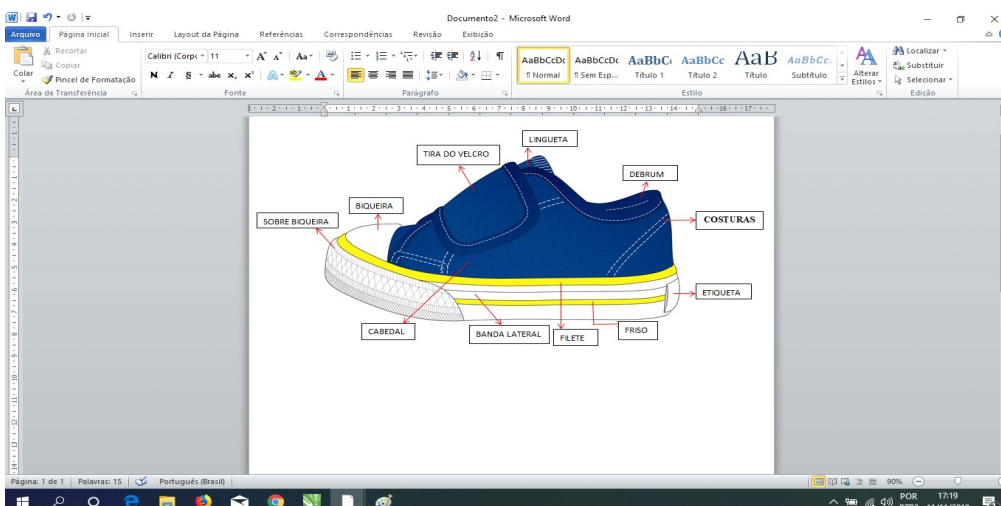 Documento2 - Microsoft Word
Arquivo Página Inicial Inserir Layout da Página Referências Correspondências Revisão Exibição
Colar
Recortar
Copiar
Pincel de Formatação
Área de Transferência
Calibri (Corpo 11
Fonte
Parágrafo
AaBbCcDc AaBbCcDc AaBbC AaBbCc AaB AaBbCc.
¶ Normal ¶ Sem Esp... Título 1 Título 2 Título Subtítulo
Alterar Estilos
Estilo
Localizar
Substituir
Selecionar
Edição
LINGUETA
TIRA DO VELCRO
DEBRUM
BIQUEIRA
SOBRE BIQUEIRA
COSTURAS
ETIQUETA
CABEDAL
BANDA LATERAL
FILETE
FRISO
Página: 1 de 1 Palavras: 15 Português (Brasil) 90%
POR 17:19